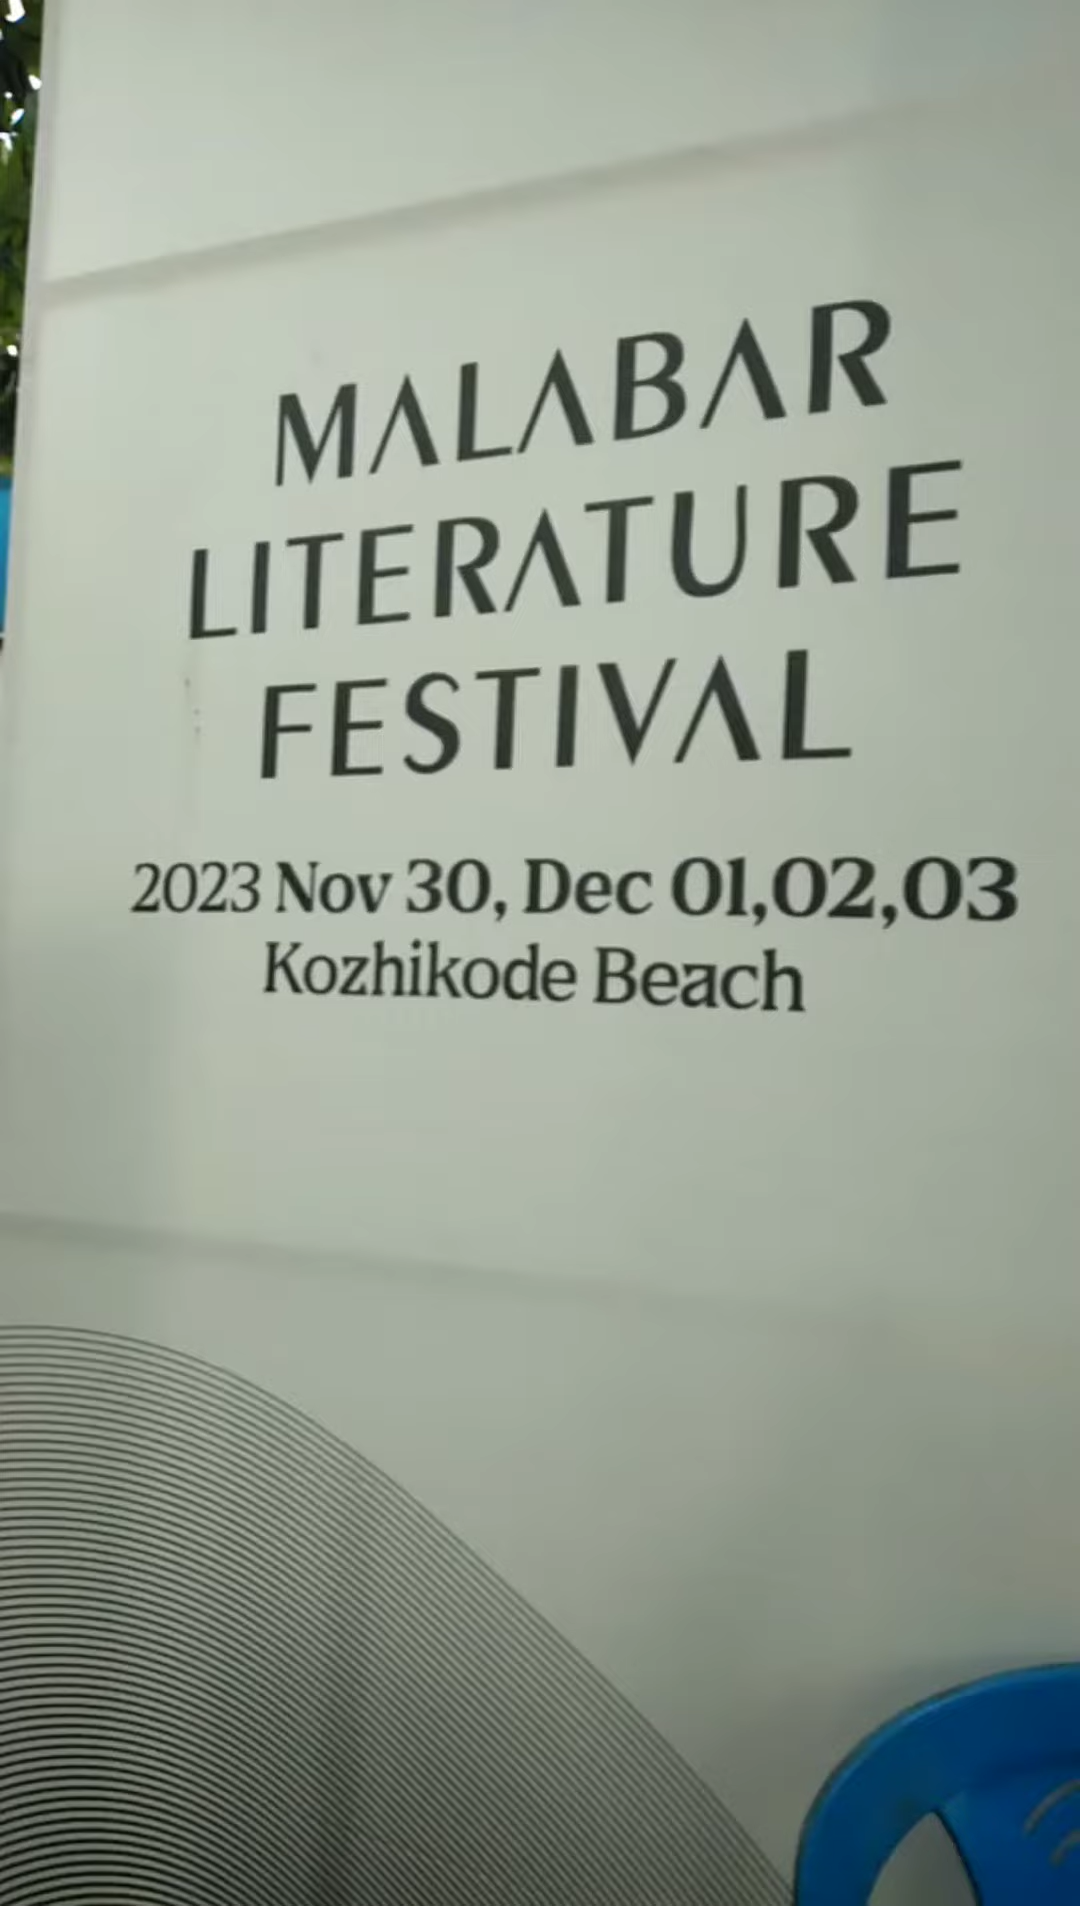 MALABAR
LITERATURE
FESTIVAL
2023 Nov 30, Dec 01,02,03
Kozhikode Beach